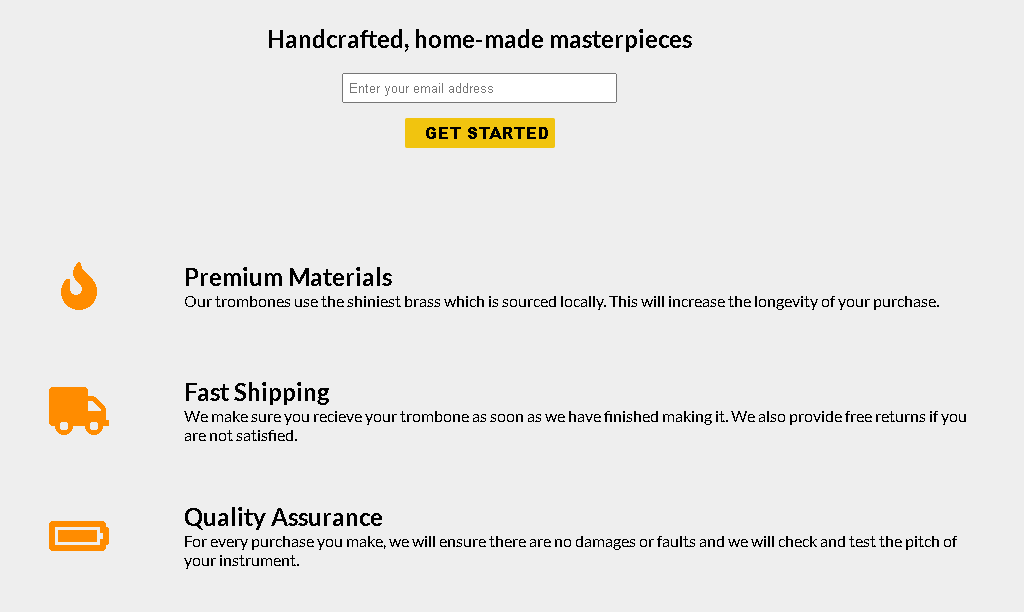 Handcrafted, home-made masterpieces
Enter your email address
GET STARTED
Premium Materials
Our trombones use the shiniest brass which is sourced locally. This will increase the longevity of your purchase.
Fast Shipping
We make sure you recieve your trombone as soon as we have finished making it. We also provide free returns if you
are not satisfied.
Quality Assurance
For every purchase you make, we will ensure there are no damages or faults and we will check and test the pitch of
your instrument.